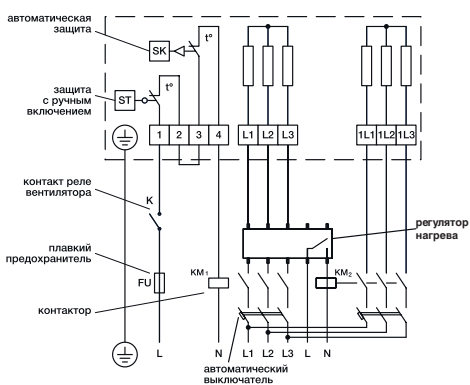 автоматическая
защита
SK
t°
защита
с ручным
включением
ST
t°
1 2 3 4 L1 L2 L3 1L1 1L2 1L3
контакт реле
вентилятора
K
регулятор
нагрева
плавкий
предохранитель
FU
KM1
KM2
контактор
L N L1 L2 L3 L N
автоматический
выключатель